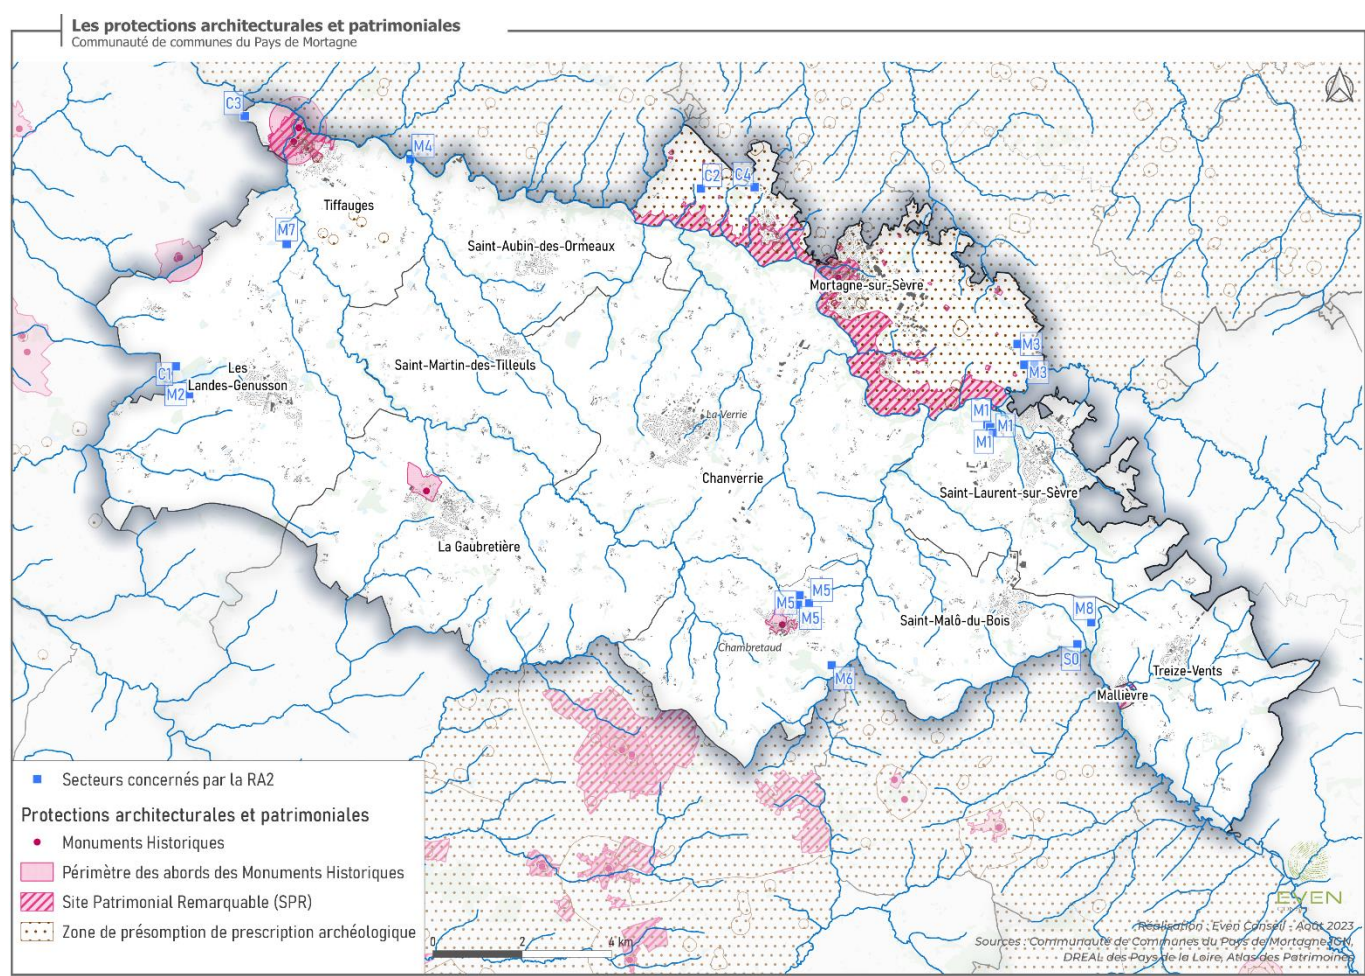 Les protections architecturales et patrimoniales
Communauté de communes du Pays de Mortagne
C3
M4
C2
C4
Tiffauges
M7
Saint-Aubin-des-Ormeaux
Mortagne-sur-Sèvre
M3
M3
Saint-Martin-des-Tilleuls
C1
Les
Landes-Genusson
M2
La Verrie
M1
M1
M1
Chanverrie
Saint-Laurent-sur-Sèvre
La Gaubretière
M5
M5
M5
M8
Saint-Malô-du-Bois
Chambretaud
S0
M6
Treize-Vents
Mallièvre
Secteurs concernés par la RA2
Protections architecturales et patrimoniales
Monuments Historiques
Périmètre des abords des Monuments Historiques
Site Patrimonial Remarquable (SPR)
Zone de présomption de prescription archéologique
0 2 4 km
EVEN
Réalisation : Even Conseil - Août 2023
Sources : Communauté de Communes du Pays de Mortagne, IGN,
DREAL des Pays de la Loire, Atlas des Patrimoines